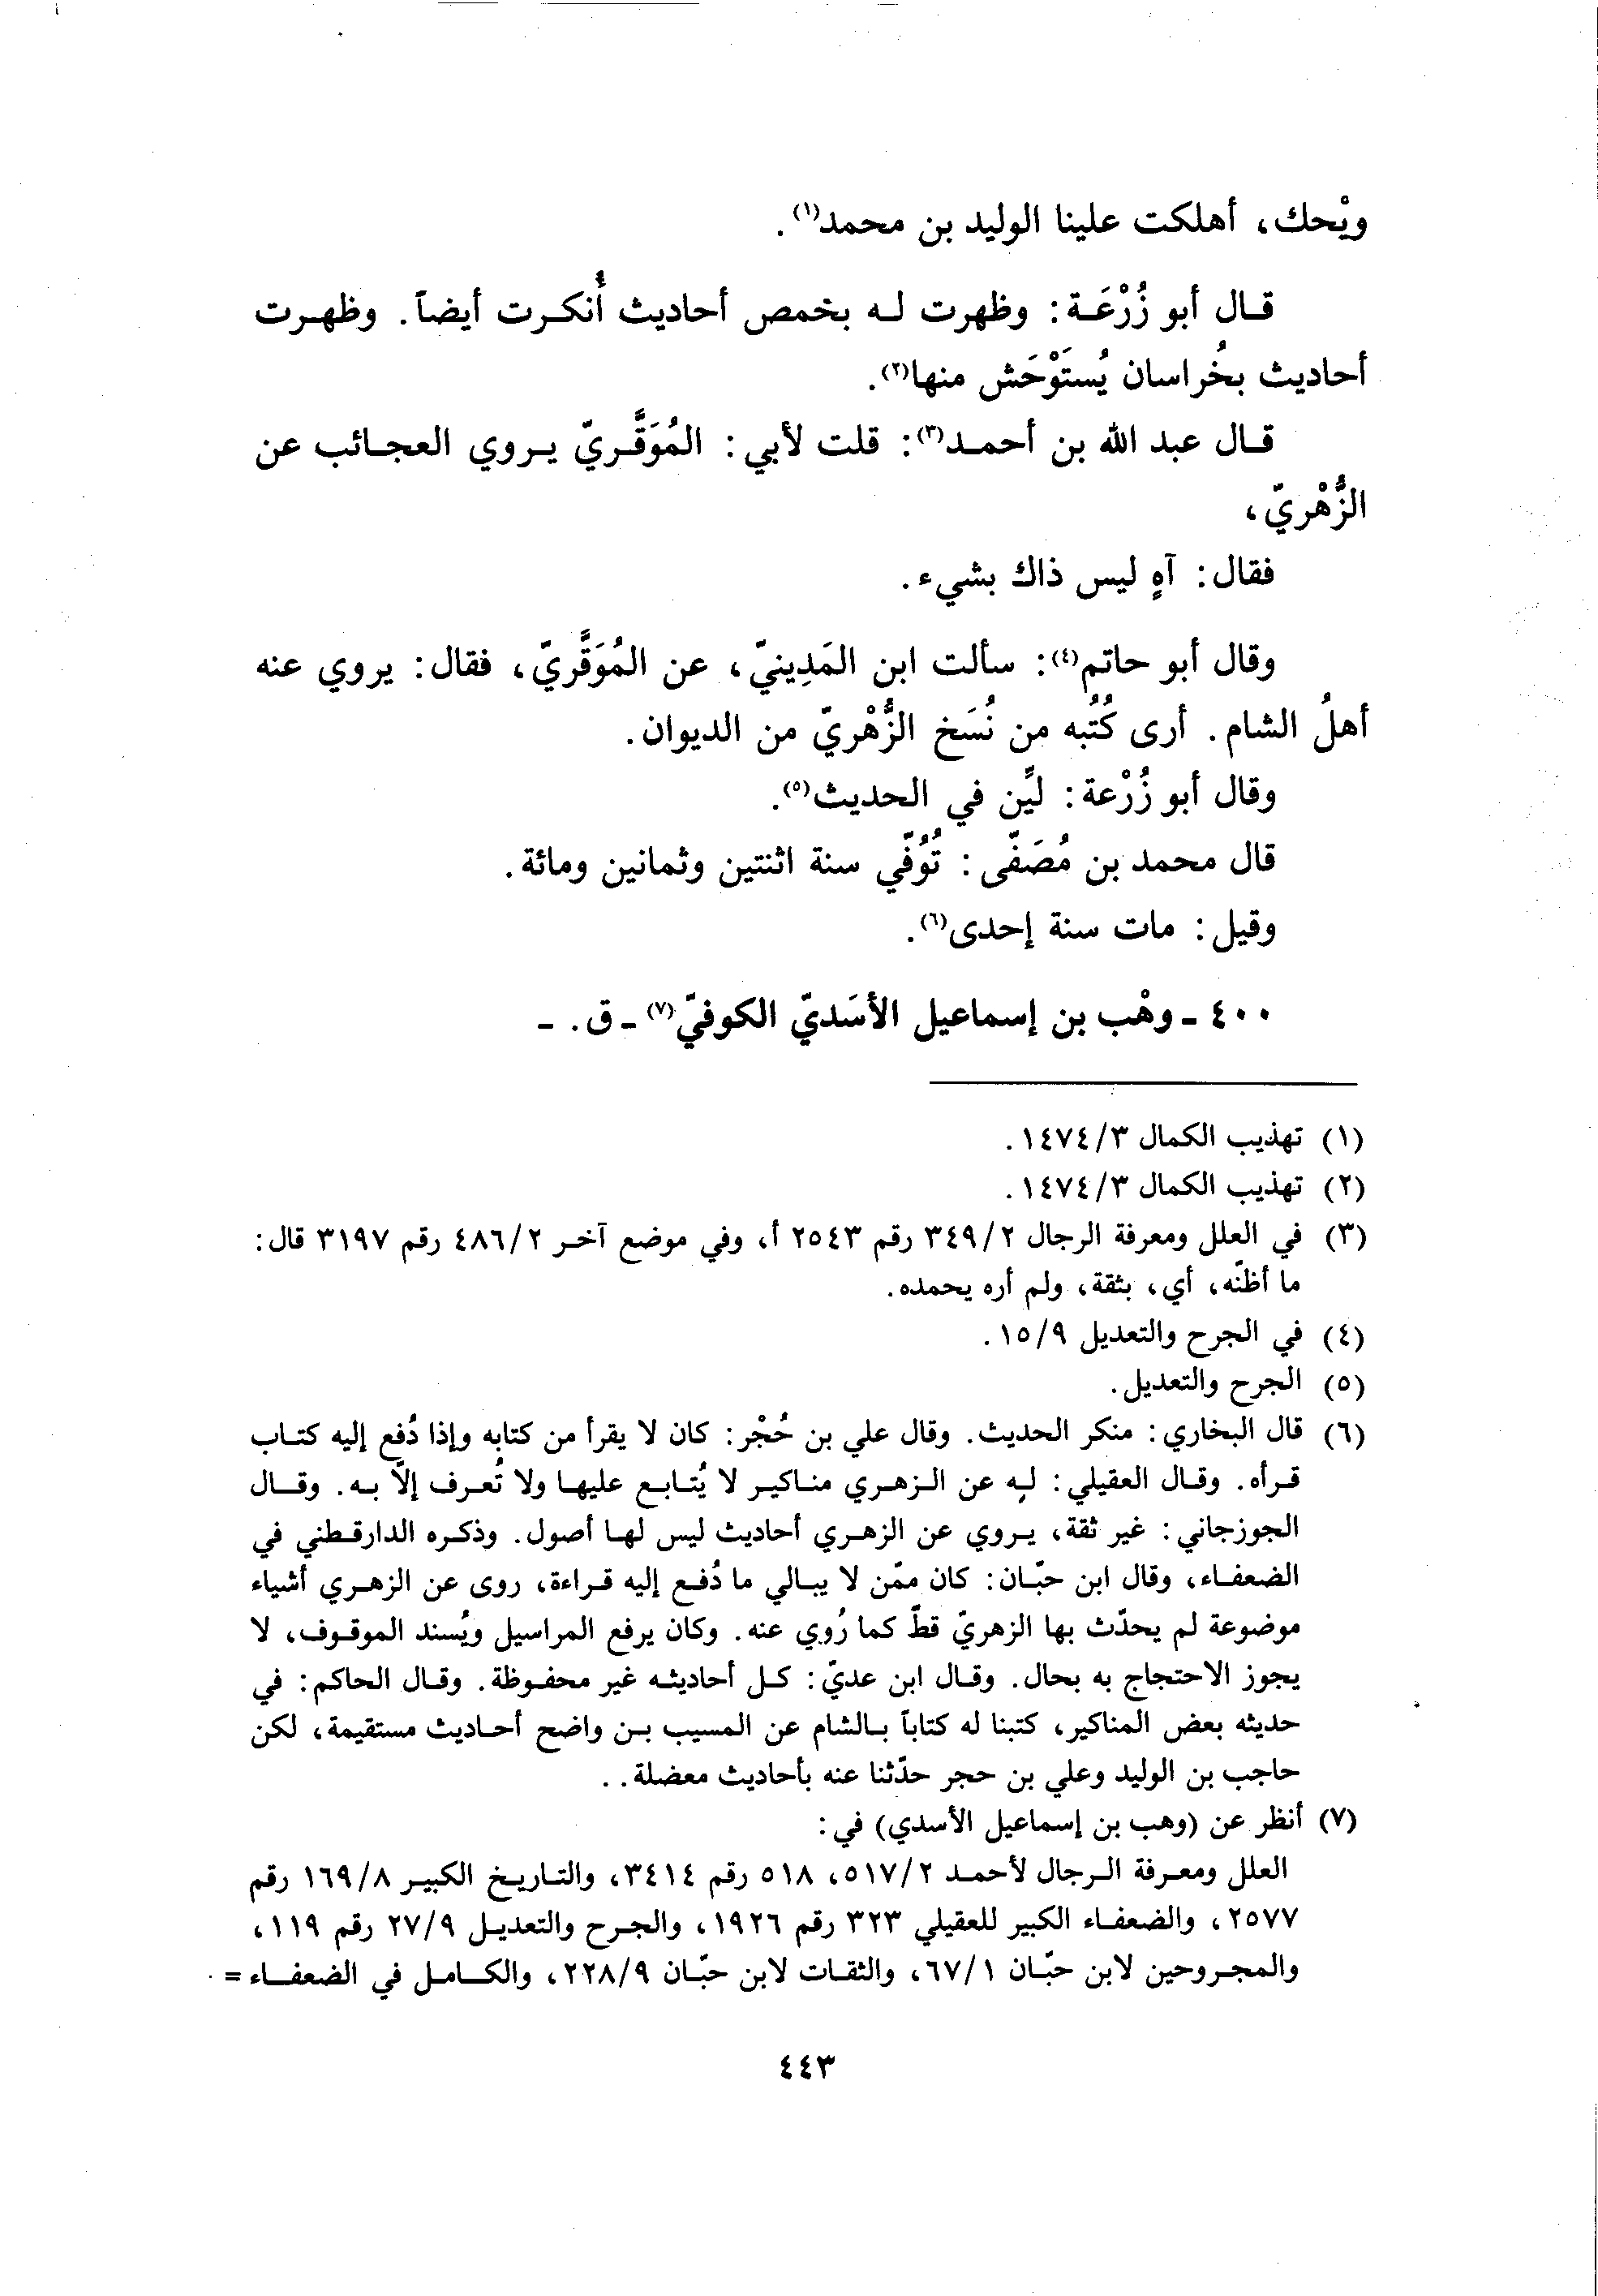 ويْحك، أهلكت علينا الوليد بن محمد(١).
قال أبو زُرْعَة: وظهرت له بخمص أحاديث أُنكرت أيضاً. وظهرت
أحاديث بخُراسان يُستَوْحَش منها(٢).
قال عبد الله بن أحمد(٣): قلت لأبي: المُوَقَّريّ يروي العجائب عن
الزُّهْريّ،
فقال: آهٍ ليس ذاك بشيء.
وقال أبو حاتم(٤): سألت ابن المَدِينيّ، عن المُوَقَّريّ، فقال: يروي عنه
أهلُ الشام. أرى كُتُبه من نُسَخ الزُّهْريّ من الديوان.
وقال أبو زُرْعة: ليِّن في الحديث(٥).
قال محمد بن مُصَفّى: تُوُفّي سنة اثنتين وثمانين ومائة.
وقيل: مات سنة إحدى(٦).
٤٠٠ - وهْب بن إسماعيل الأسَديّ الكوفيّ(٧) - ق. -
(١) تهذيب الكمال ١٤٧٤/٣.
(٢) تهذيب الكمال ١٤٧٤/٣.
(٣) في العلل ومعرفة الرجال ٣٤٩/٢ رقم ٢٥٤٣ أ، وفي موضع آخر ٤٨٦/٢ رقم ٣١٩٧ قال:
ما أظنّه، أي، بثقة، ولم أره يحمده.
(٤) في الجرح والتعديل ١٥/٩.
(٥) الجرح والتعديل.
(٦) قال البخاري: منكر الحديث. وقال علي بن حُجْر: كان لا يقرأ من كتابه وإذا دُفع إليه كتاب
قرأه. وقال العقيلي: له عن الزهري مناكير لا يُتابع عليها ولا تُعرف إلاّ به. وقال
الجوزجاني: غير ثقة، يروي عن الزهري أحاديث ليس لها أصول. وذكره الدارقطني في
الضعفاء، وقال ابن حبّان: كان ممّن لا يبالي ما دُفع إليه قراءة، روى عن الزهري أشياء
موضوعة لم يحدّث بها الزهريّ قطّ كما رُوي عنه. وكان يرفع المراسيل ويُسند الموقوف، لا
يجوز الاحتجاج به بحال. وقال ابن عديّ: كل أحاديثه غير محفوظة. وقال الحاكم: في
حديثه بعض المناكير، كتبنا له كتاباً بالشام عن المسيب بن واضح أحاديث مستقيمة، لكن
حاجب بن الوليد وعلي بن حجر حدّثنا عنه بأحاديث معضلة..
(٧) أنظر عن (وهب بن إسماعيل الأسدي) في:
العلل ومعرفة الرجال لأحمد ٥١٧/٢، ٥١٨ رقم ٣٤١٤، والتاريخ الكبير ١٦٩/٨ رقم
٢٥٧٧، والضعفاء الكبير للعقيلي ٣٢٣ رقم ١٩٢٦، والجرح والتعديل ٢٧/٩ رقم ١١٩،
والمجروحين لابن حبّان ٦٧/١، والثقات لابن حبّان ٢٢٨/٩، والكامل في الضعفاء =
٤٤٣